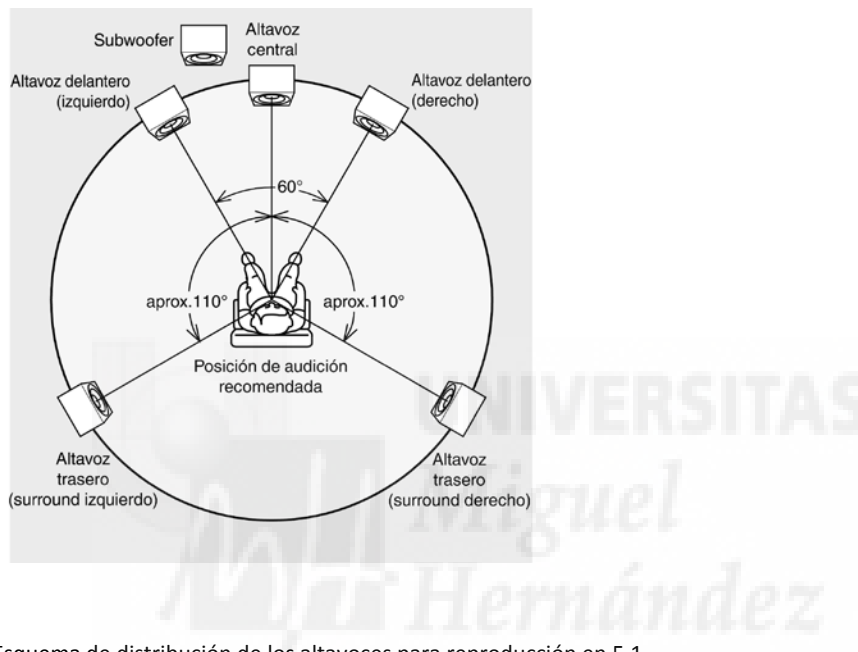 Subwoofer
Altavoz
central
Altavoz delantero
(izquierdo)
Altavoz delantero
(derecho)
60°
aprox.110°
aprox.110°
Posición de audición
recomendada
Altavoz
trasero
(surround izquierdo)
Altavoz
trasero
(surround derecho)
UNIVERSITAS
Miguel
Hernández
Esquema de distribución de los altavoces para reproducción en 5.1